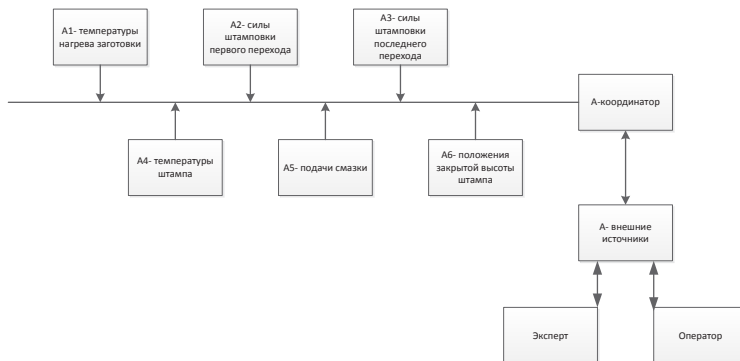 А1- температуры
нагрева заготовки
А2- силы
штамповки
первого перехода
А3- силы
штамповки
последнего
перехода
А-координатор
А4- температуры
штампа
А5- подачи смазки
А6- положения
закрытой высоты
штампа
А- внешние
источники
Эксперт
Оператор